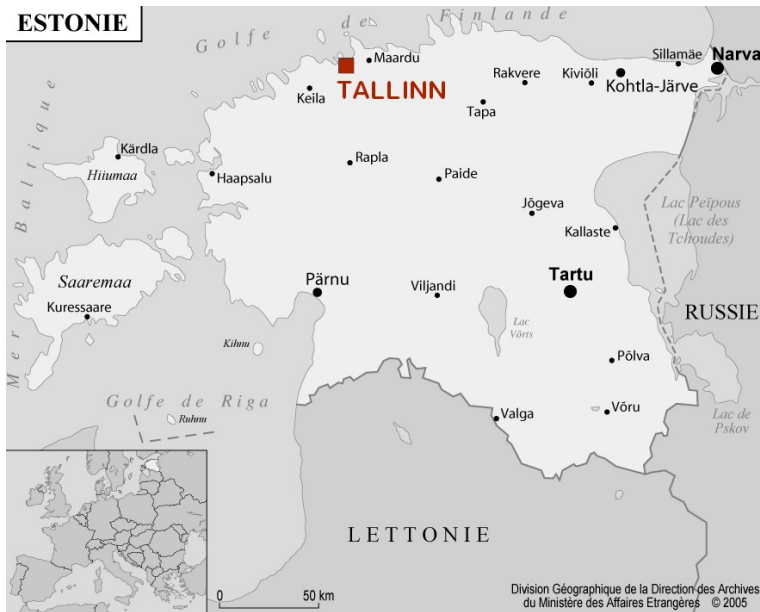 ESTONIE
Golfe de Finlande
Mer Baltique
Maardu
TALLINN
Keila
Sillamäe
Narva
Rakvere
Kiviõli
Kohtla-Järve
Tapa
Kärdla
Hiiumaa
Haapsalu
Rapla
Paide
Jõgeva
Kallaste
Lac Peïpous
(Lac des
Tchoudes)
Saaremaa
Kuressaare
Pärnu
Viljandi
Tartu
RUSSIE
Lac
Võrts
Kihnu
Põlva
Golfe de Riga
Ruhnu
Valga
Võru
Lac de
Pskov
LETTONIE
0
50 km
Division Géographique de la Direction des Archives
du Ministère des Affaires Etrangères © 2005